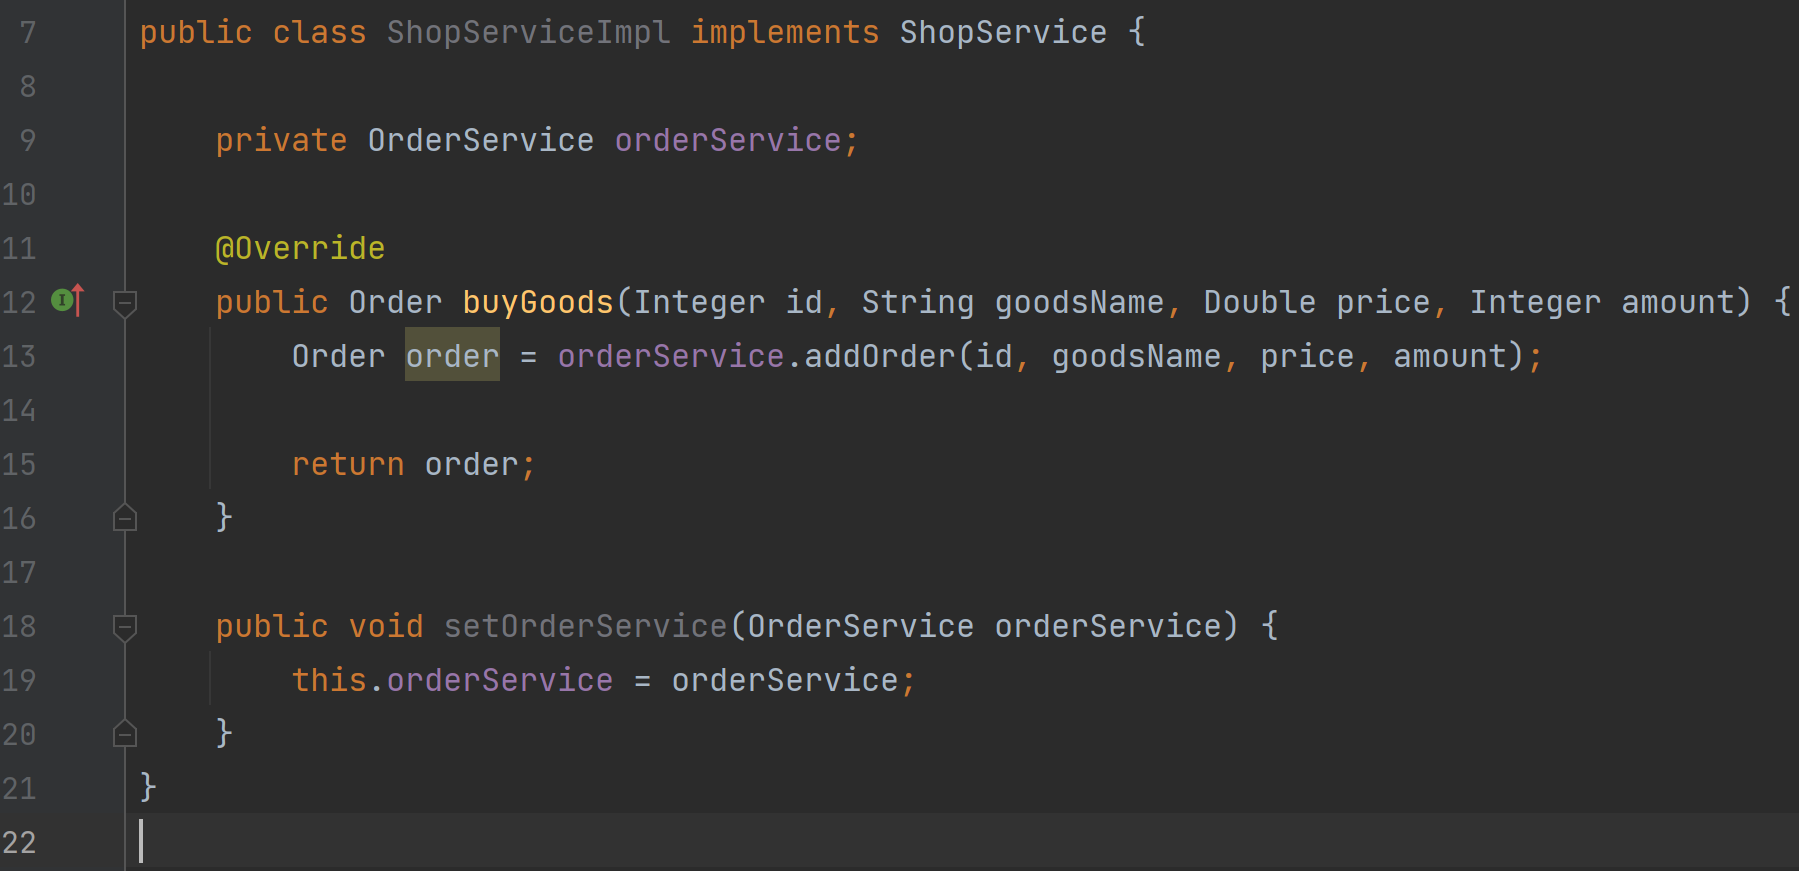 7 public class ShopServiceImpl implements ShopService {
8
9     private OrderService orderService;
10
11     @Override
12     public Order buyGoods(Integer id, String goodsName, Double price, Integer amount) {
13         Order order = orderService.addOrder(id, goodsName, price, amount);
14
15         return order;
16     }
17
18     public void setOrderService(OrderService orderService) {
19         this.orderService = orderService;
20     }
21 }
22